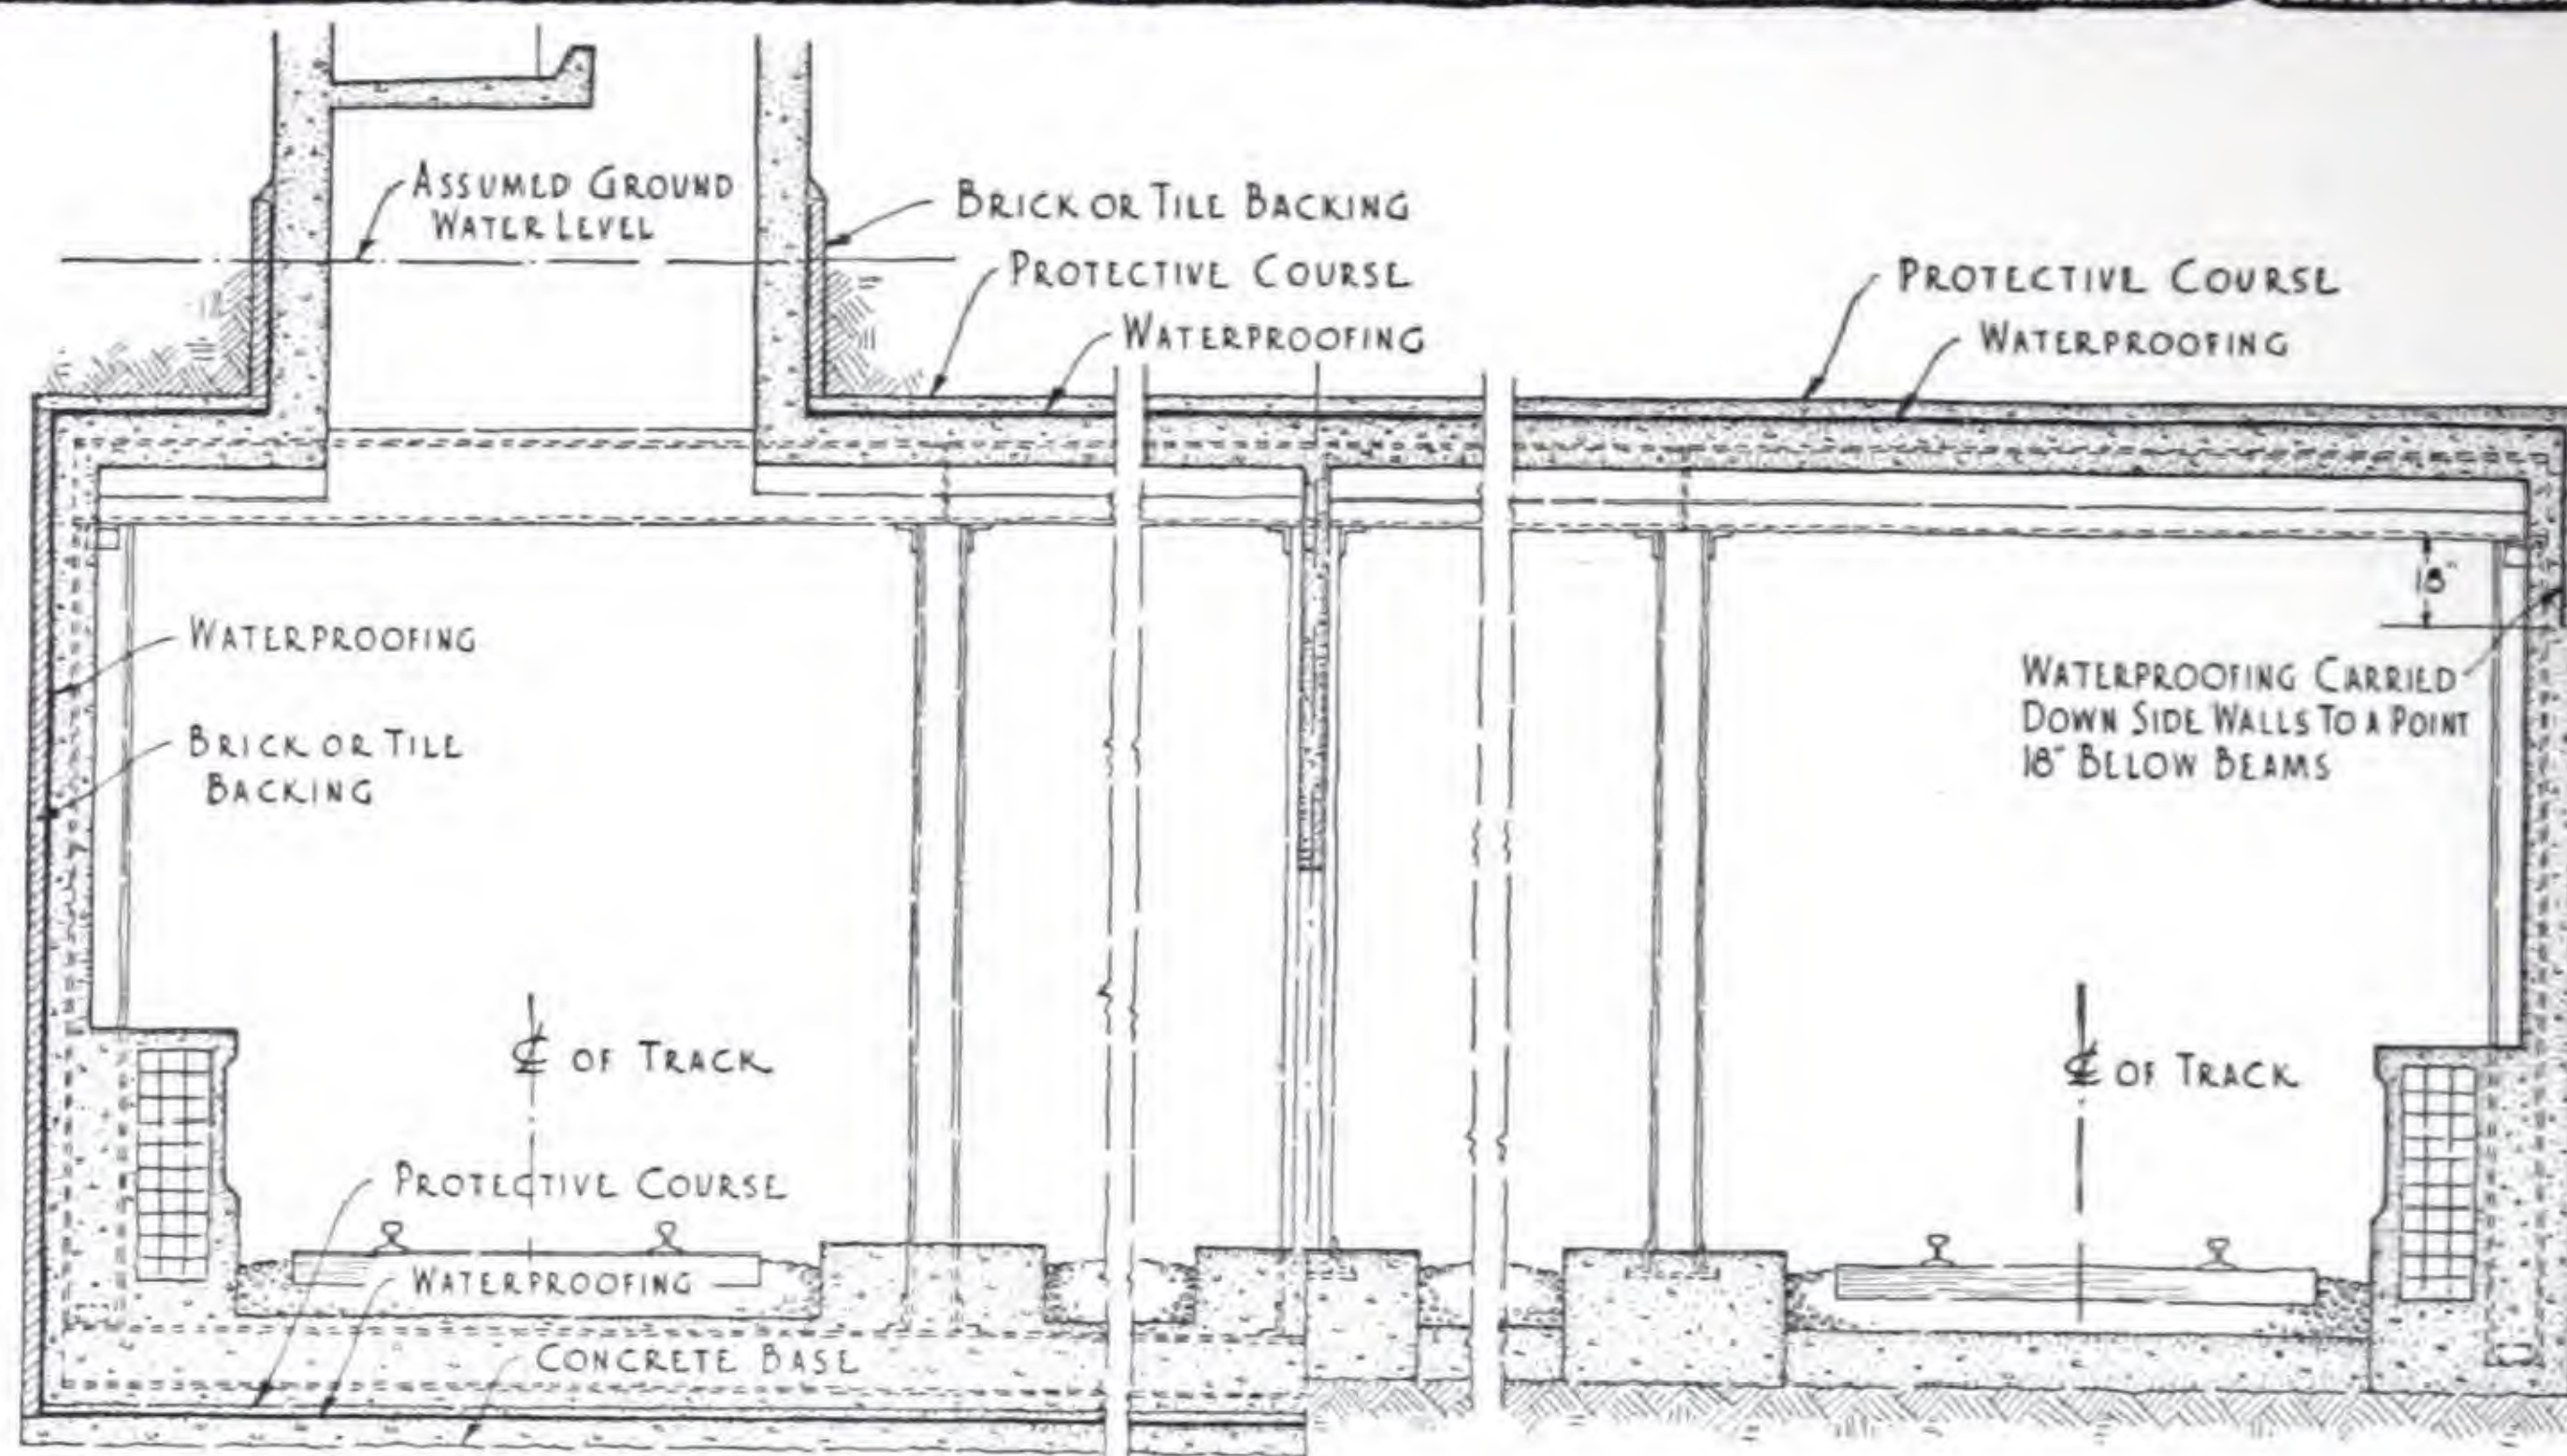 ASSUMED GROUND
WATER LEVEL
BRICK OR TILE BACKING
PROTECTIVE COURSE
WATERPROOFING
PROTECTIVE COURSE
WATERPROOFING
18"
WATERPROOFING
BRICK OR TILE
BACKING
WATERPROOFING CARRIED
DOWN SIDE WALLS TO A POINT
18" BELOW BEAMS
℄ OF TRACK
℄ OF TRACK
PROTECTIVE COURSE
WATERPROOFING
CONCRETE BASE